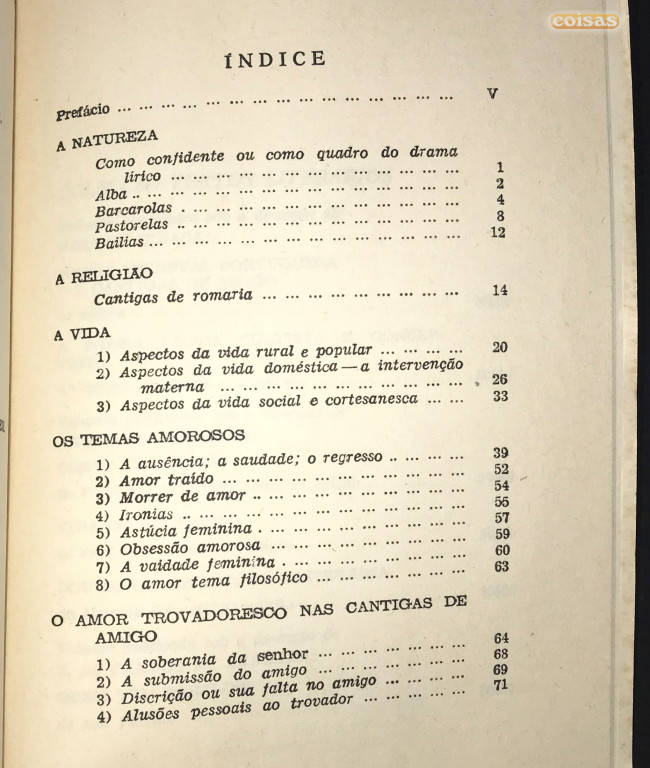 coisas
ÍNDICE
Prefácio ... ... ... ... ... ... ... ... ... ... ... ... ... ... ... ... V
A NATUREZA
Como confidente ou como quadro do drama
lírico ... ... ... ... ... ... ... ... ... ... ... ... ... 1
Alba .. ... ... ... ... ... ... ... ... ... ... ... ... ... ... 2
Barcarolas . ... ... ... ... ... ... ... ... ... ... ... ... 4
Pastorelas .. ... ... ... ... ... ... ... ... ... ... ... ... 8
Bailias ... ... ... ... ... ... ... ... ... ... ... ... ... ... 12
A RELIGIÃO
Cantigas de romaria ... ... ... ... ... ... ... ... ... 14
A VIDA
1) Aspectos da vida rural e popular ... ... ... ... 20
2) Aspectos da vida doméstica — a intervenção
materna ... ... ... ... ... ... ... ... ... ... ... 26
3) Aspectos da vida social e cortesanesca ... ... 33
OS TEMAS AMOROSOS
1) A ausência; a saudade; o regresso .. ... ... ... 39
2) Amor traído ... ... ... ... ... ... ... ... ... ... ... 52
3) Morrer de amor .. ... ... ... ... ... ... ... ... ... 54
4) Ironias .. ... ... ... ... ... ... ... ... ... ... ... ... 55
5) Astúcia feminina . ... ... ... ... ... ... ... ... ... 57
6) Obsessão amorosa ... ... ... ... ... ... ... ... ... 59
7) A vaidade feminina . ... ... ... ... ... ... ... ... 60
8) O amor tema filosófico ... ... ... ... ... ... ... 63
O AMOR TROVADORESCO NAS CANTIGAS DE
AMIGO
1) A soberania da senhor ... ... ... ... ... ... ... 64
2) A submissão do amigo ... ... ... ... ... ... ... 68
3) Discrição ou sua falta no amigo ... ... ... ... 69
4) Alusões pessoais ao trovador ... ... ... ... ... 71